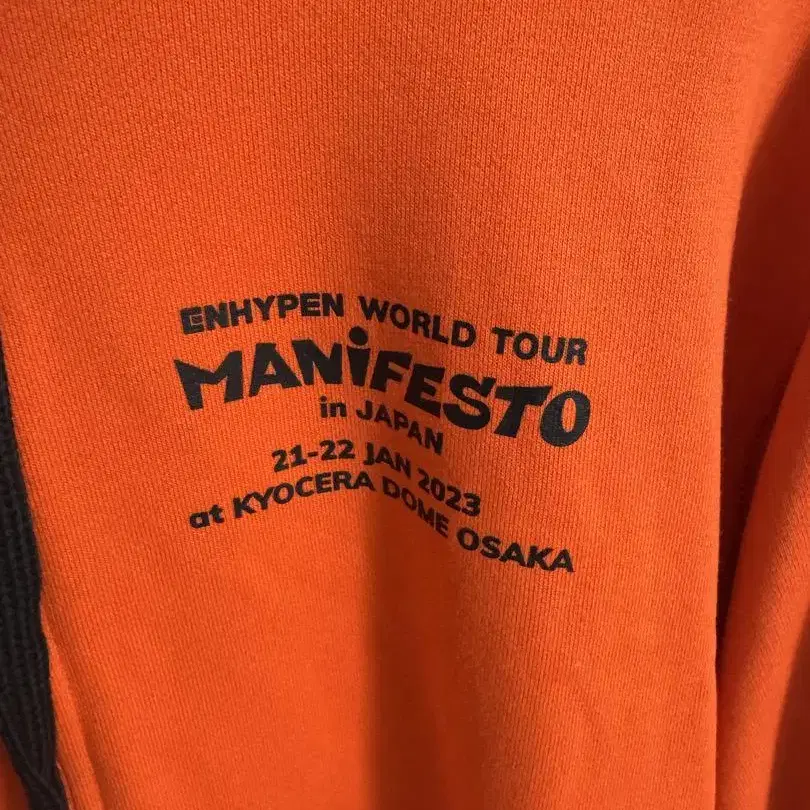 ENHYPEN WORLD TOUR
MANiFESTO
in JAPAN
21-22 JAN 2023
at KYOCERA DOME OSAKA